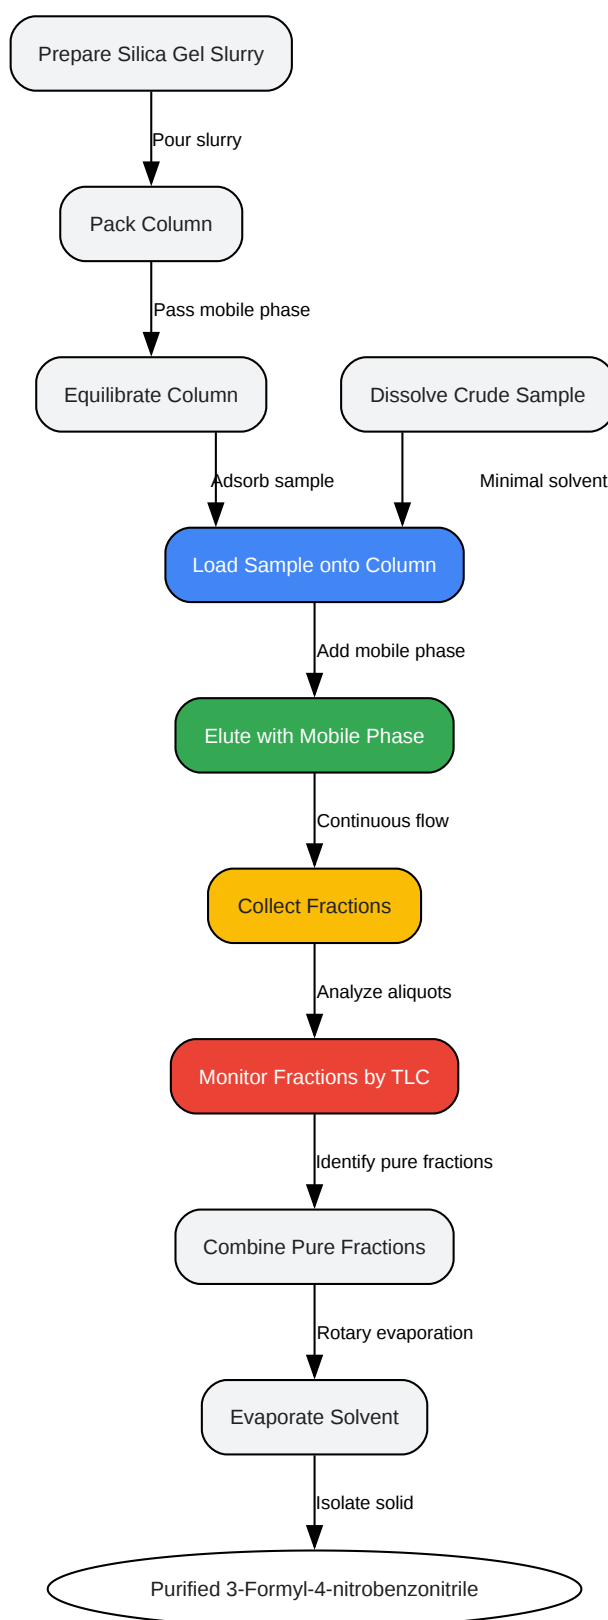 Prepare Silica Gel Slurry
Pour slurry
Pack Column
Pass mobile phase
Equilibrate Column
Dissolve Crude Sample
Adsorb sample
Minimal solvent
Load Sample onto Column
Add mobile phase
Elute with Mobile Phase
Continuous flow
Collect Fractions
Analyze aliquots
Monitor Fractions by TLC
Identify pure fractions
Combine Pure Fractions
Rotary evaporation
Evaporate Solvent
Isolate solid
Purified 3-Formyl-4-nitrobenzonitrile